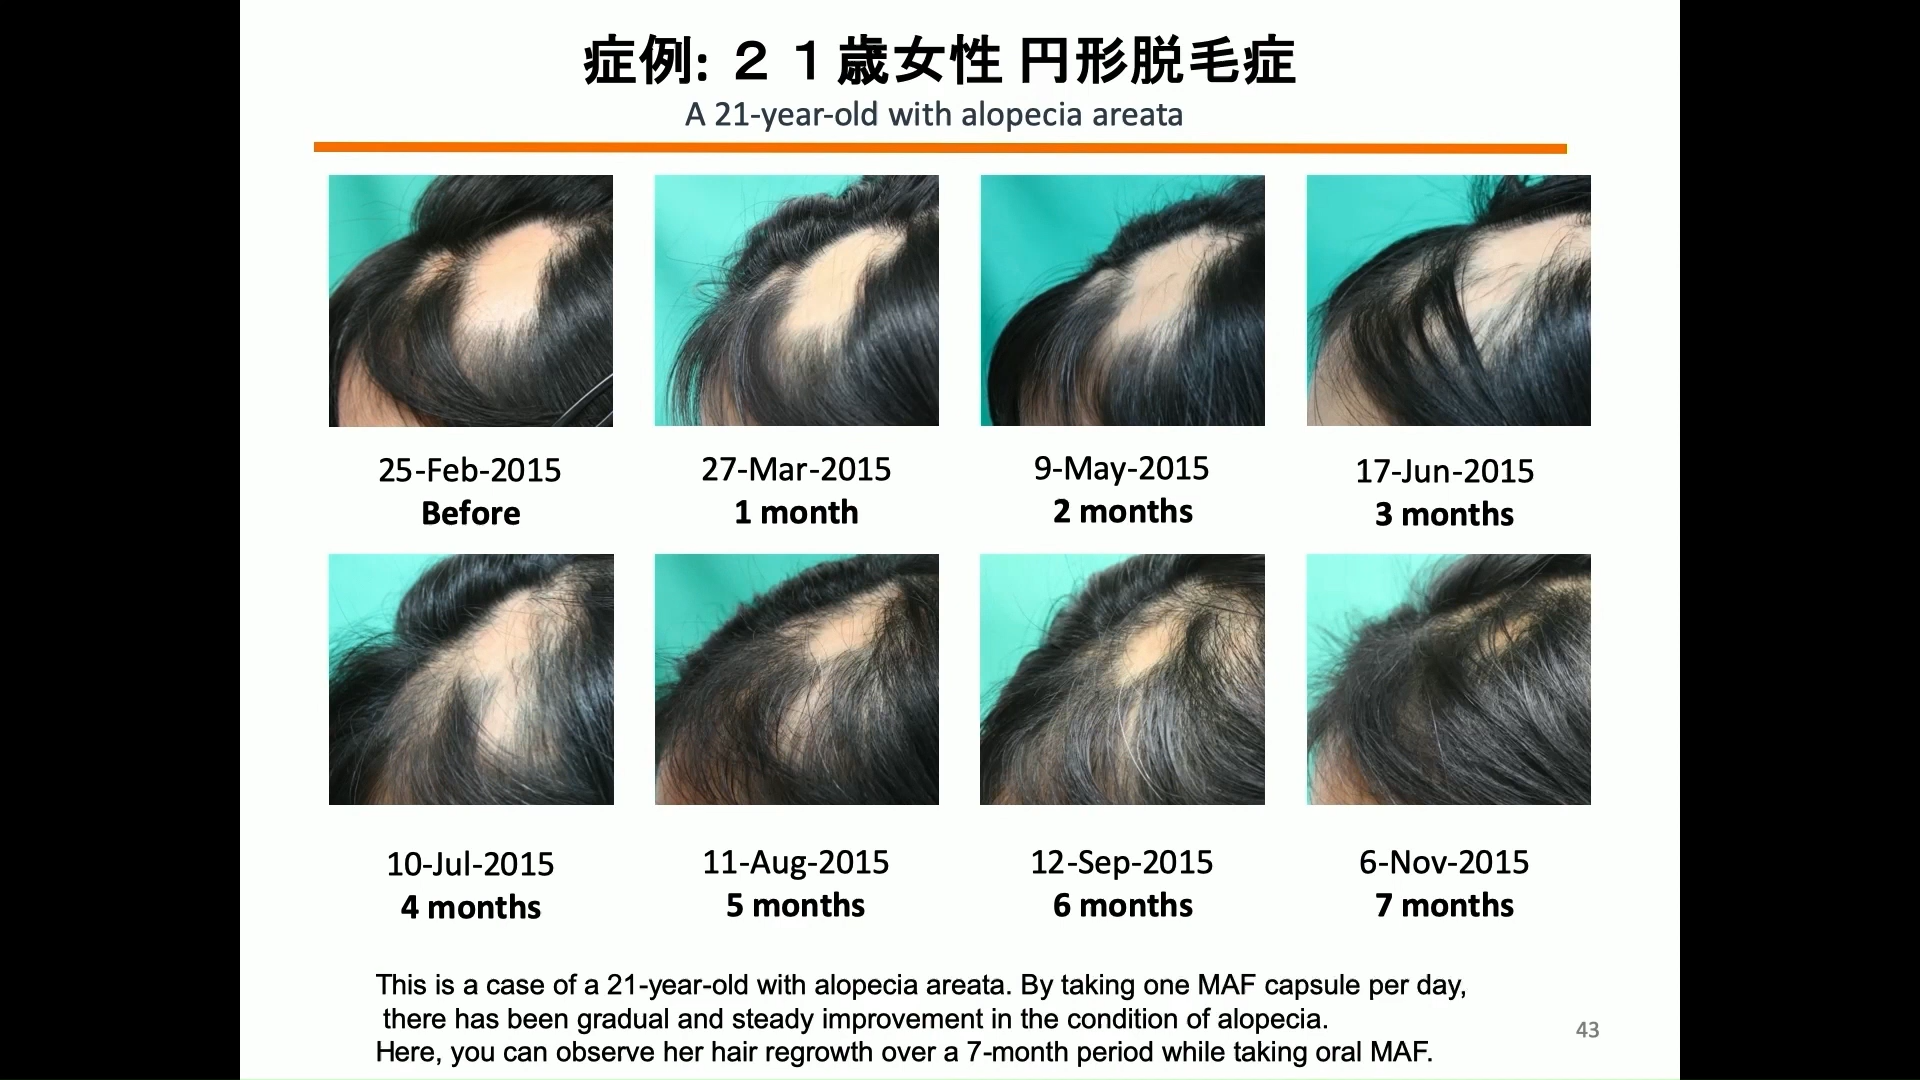 症例: ２１歳女性 円形脱毛症
A 21-year-old with alopecia areata
25-Feb-2015
Before
27-Mar-2015
1 month
9-May-2015
2 months
17-Jun-2015
3 months
10-Jul-2015
4 months
11-Aug-2015
5 months
12-Sep-2015
6 months
6-Nov-2015
7 months
This is a case of a 21-year-old with alopecia areata. By taking one MAF capsule per day,
there has been gradual and steady improvement in the condition of alopecia.
Here, you can observe her hair regrowth over a 7-month period while taking oral MAF.
43